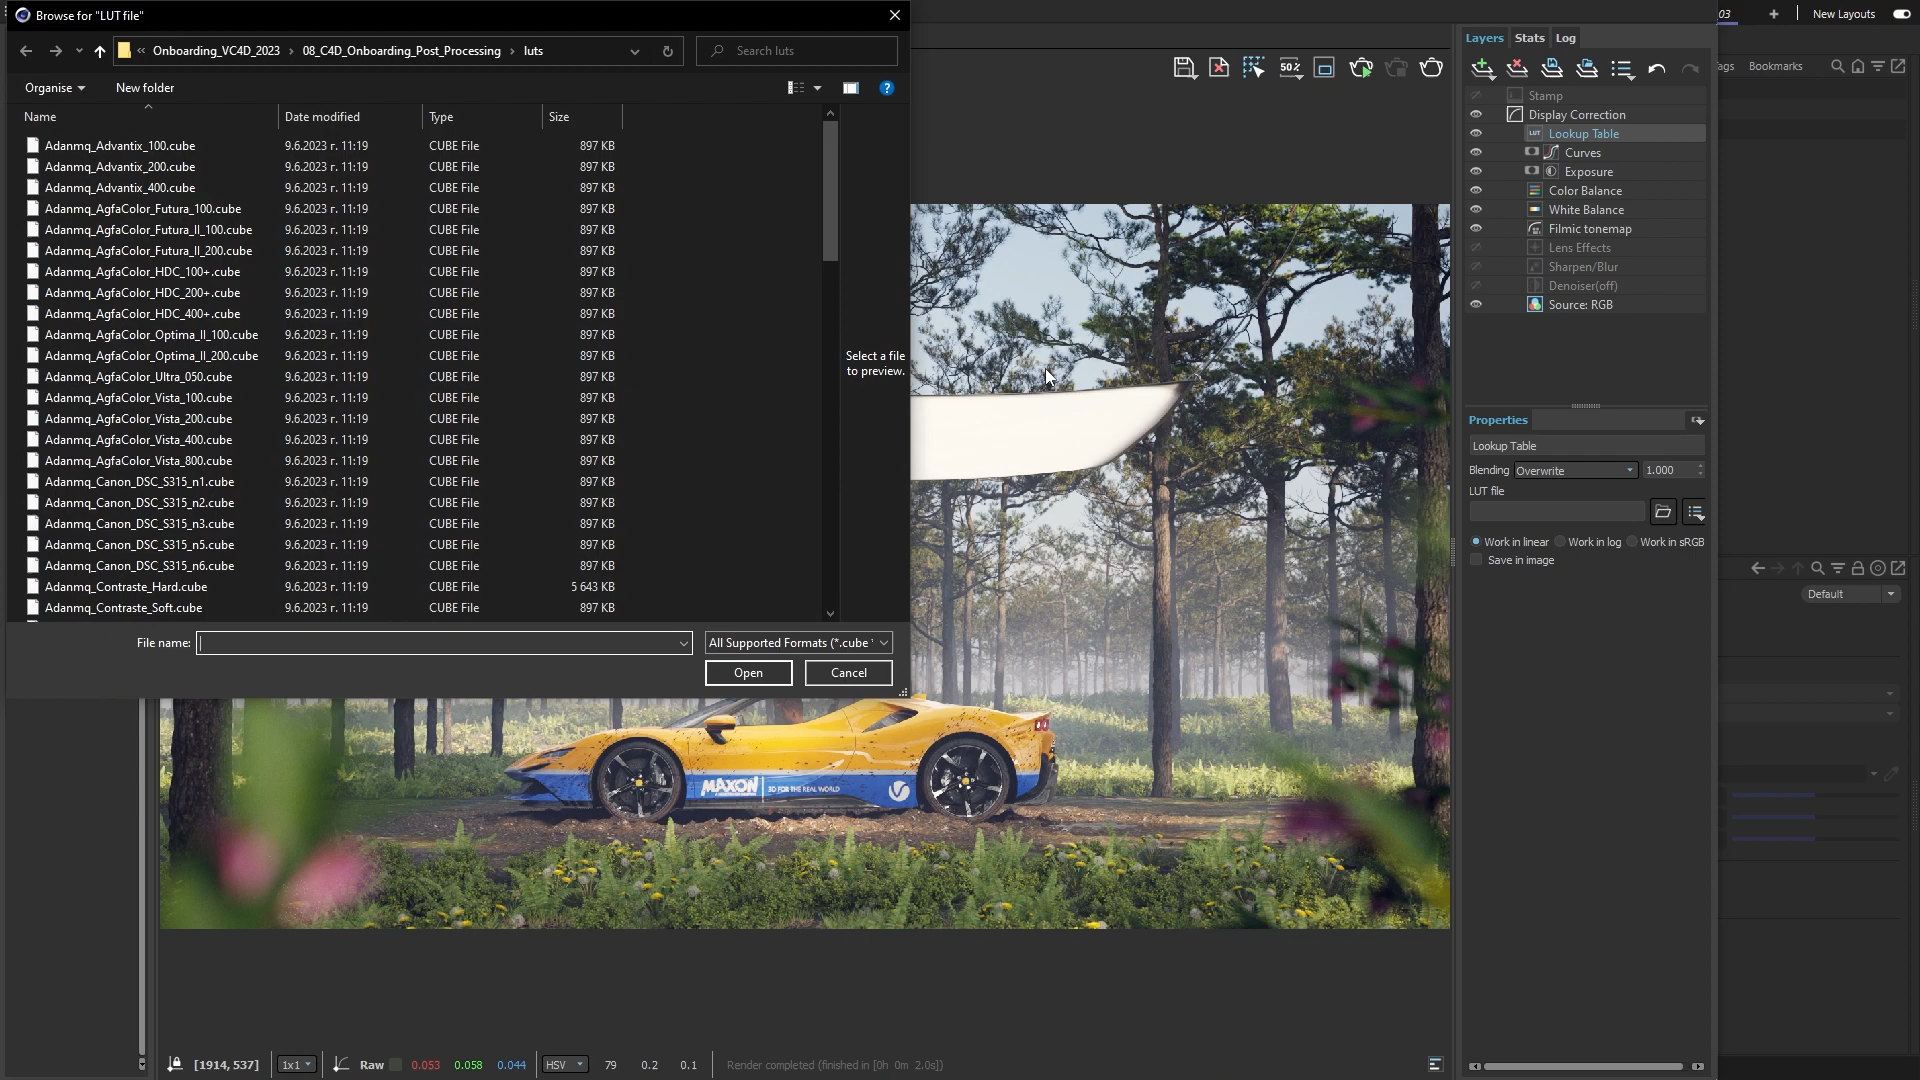 Browse for "LUT file"
03
New Layouts
Onboarding_VC4D_2023
08_C4D_Onboarding_Post_Processing
luts
Search luts
Layers
Stats
Log
50%
Bookmarks
Organise
New folder
Stamp
Name
Date modified
Type
Size
Display Correction
LUT
Lookup Table
Adanmq_Advantix_100.cube 9.6.2023 г. 11:19 CUBE File 897 KB
Adanmq_Advantix_200.cube 9.6.2023 г. 11:19 CUBE File 897 KB
Adanmq_Advantix_400.cube 9.6.2023 г. 11:19 CUBE File 897 KB
Adanmq_AgfaColor_Futura_100.cube 9.6.2023 г. 11:19 CUBE File 897 KB
Adanmq_AgfaColor_Futura_II_100.cube 9.6.2023 г. 11:19 CUBE File 897 KB
Adanmq_AgfaColor_Futura_II_200.cube 9.6.2023 г. 11:19 CUBE File 897 KB
Adanmq_AgfaColor_HDC_100+.cube 9.6.2023 г. 11:19 CUBE File 897 KB
Adanmq_AgfaColor_HDC_200+.cube 9.6.2023 г. 11:19 CUBE File 897 KB
Adanmq_AgfaColor_HDC_400+.cube 9.6.2023 г. 11:19 CUBE File 897 KB
Adanmq_AgfaColor_Optima_II_100.cube 9.6.2023 г. 11:19 CUBE File 897 KB
Adanmq_AgfaColor_Optima_II_200.cube 9.6.2023 г. 11:19 CUBE File 897 KB
Adanmq_AgfaColor_Ultra_050.cube 9.6.2023 г. 11:19 CUBE File 897 KB
Adanmq_AgfaColor_Vista_100.cube 9.6.2023 г. 11:19 CUBE File 897 KB
Adanmq_AgfaColor_Vista_200.cube 9.6.2023 г. 11:19 CUBE File 897 KB
Adanmq_AgfaColor_Vista_400.cube 9.6.2023 г. 11:19 CUBE File 897 KB
Adanmq_AgfaColor_Vista_800.cube 9.6.2023 г. 11:19 CUBE File 897 KB
Adanmq_Canon_DSC_S315_n1.cube 9.6.2023 г. 11:19 CUBE File 897 KB
Adanmq_Canon_DSC_S315_n2.cube 9.6.2023 г. 11:19 CUBE File 897 KB
Adanmq_Canon_DSC_S315_n3.cube 9.6.2023 г. 11:19 CUBE File 897 KB
Adanmq_Canon_DSC_S315_n5.cube 9.6.2023 г. 11:19 CUBE File 897 KB
Adanmq_Canon_DSC_S315_n6.cube 9.6.2023 г. 11:19 CUBE File 897 KB
Adanmq_Contraste_Hard.cube 9.6.2023 г. 11:19 CUBE File 5 643 KB
Adanmq_Contraste_Soft.cube 9.6.2023 г. 11:19 CUBE File 897 KB
Select a file
to preview.
File name:
All Supported Formats (*.cube
Open
Cancel
Curves
Exposure
Color Balance
White Balance
Filmic tonemap
Lens Effects
Sharpen/Blur
Denoiser(off)
Source: RGB
Properties
Lookup Table
Blending
Overwrite
1.000
LUT file
Work in linear
Work in log
Work in sRGB
Save in image
Default
MAXON
3D FOR THE REAL WORLD
[1914, 537]
1x1
Raw
0.053
0.058
0.044
HSV
79
0.2
0.1
Render completed (finished in [0h 0m 2.0s])